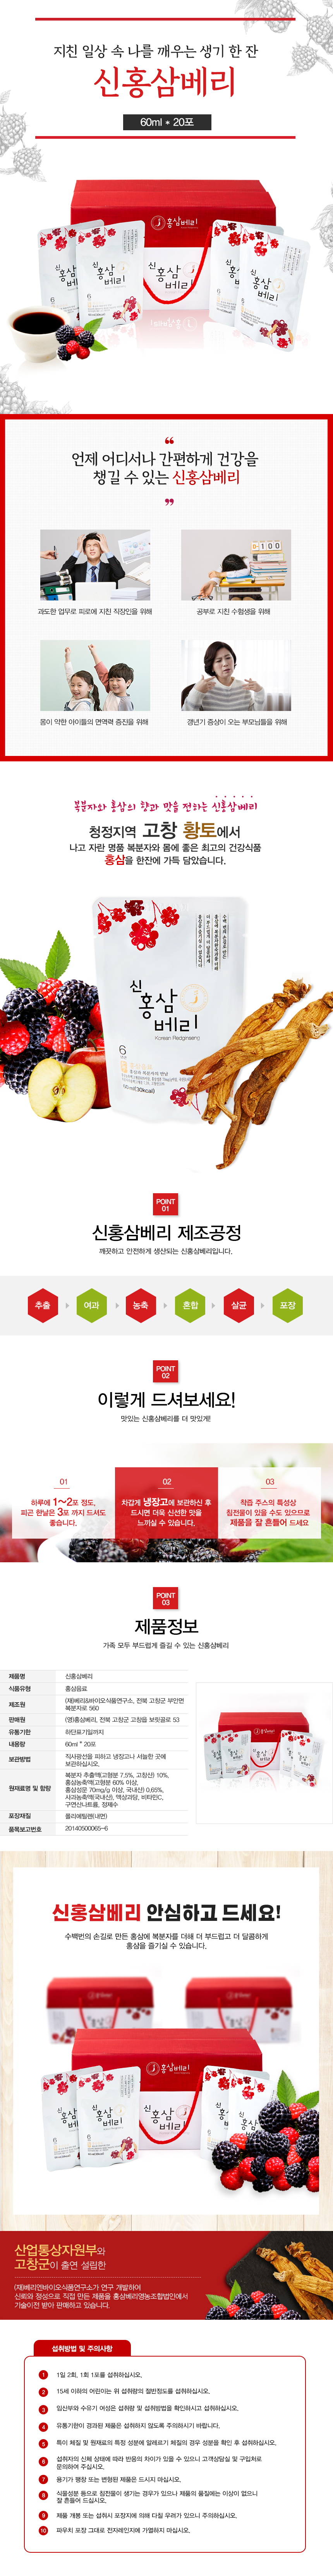 지친 일상 속 나를 깨우는 생기 한 잔
신홍삼베리
60ml * 20포
홍삼베리
신홍삼베리
언제 어디서나 간편하게 건강을
챙길 수 있는 신홍삼베리
과도한 업무로 피로에 지친 직장인을 위해
공부로 지친 수험생을 위해
D-100
몸이 약한 아이들의 면역력 증진을 위해
갱년기 증상이 오는 부모님들을 위해
복분자와 홍삼의 향과 맛을 전하는 신홍삼베리
청정지역 고창 황토에서
나고 자란 명품 복분자와 몸에 좋은 최고의 건강식품
홍삼을 한잔에 가득 담았습니다.
신홍삼베리
Korean Redginseng
60ml(30kcal)
POINT
01
신홍삼베리 제조공정
깨끗하고 안전하게 생산되는 신홍삼베리입니다.
추출
여과
농축
혼합
살균
포장
POINT
02
이렇게 드셔보세요!
맛있는 신홍삼베리를 더 맛있게!
01
하루에 1~2포 정도,
피곤 한날은 3포 까지 드셔도
좋습니다.
02
차갑게 냉장고에 보관하신 후
드시면 더욱 신선한 맛을
느끼실 수 있습니다.
03
착즙 주스의 특성상
침전물이 있을 수도 있으므로
제품을 잘 흔들어 드세요
POINT
03
제품정보
가족 모두 부드럽게 즐길 수 있는 신홍삼베리
제품명 신홍삼베리
식품유형 홍삼음료
제조원 (재)베리&바이오식품연구소, 전북 고창군 부안면
복분자로 560
판매원 (영)홍삼베리, 전북 고창군 고창읍 보릿골로 53
유통기한 하단표기일까지
내용량 60ml * 20포
보관방법 직사광선을 피하고 냉장고나 서늘한 곳에
보관하십시오.
원재료명 및 함량 복분자 추출액(고형분 7.5%, 고창산) 10%,
홍삼농축액(고형분 60% 이상,
홍삼성분 70mg/g 이상, 국내산) 0.65%,
사과농축액(국내산), 액상과당, 비타민C,
구연산나트륨, 정제수
포장재질 폴리에틸렌(내면)
품목보고번호 20140500065-6
신홍삼베리 안심하고 드세요!
수백번의 손길로 만든 홍삼에 복분자를 더해 더 부드럽고 더 달콤하게
홍삼을 즐기실 수 있습니다.
홍삼베리
신홍삼베리
산업통상자원부와
고창군이 출연 설립한
(재)베리앤바이오식품연구소가 연구 개발하여
신뢰와 정성으로 직접 만든 제품을 홍삼베리영농조합법인에서
기술이전 받아 판매하고 있습니다.
섭취방법 및 주의사항
1 1일 2회, 1회 1포를 섭취하십시오.
2 15세 이하의 어린이는 위 섭취량의 절반정도를 섭취하십시오.
3 임산부와 수유기 여성은 섭취량 및 섭취방법을 확인하시고 섭취하십시오.
4 유통기한이 경과된 제품은 섭취하지 않도록 주의하시기 바랍니다.
5 특이 체질 및 원재료의 특정 성분에 알레르기 체질의 경우 성분을 확인 후 섭취하십시오.
6 섭취자의 신체 상태에 따라 반응의 차이가 있을 수 있으니 고객상담실 및 구입처로
문의하여 주십시오.
7 용기가 팽창 또는 변형된 제품은 드시지 마십시오.
8 식물성분 등으로 침전물이 생기는 경우가 있으나 제품의 품질에는 이상이 없으니
잘 흔들어 드십시오.
9 제품 개봉 또는 섭취시 포장지에 의해 다칠 우려가 있으니 주의하십시오.
10 파우치 포장 그대로 전자레인지에 가열하지 마십시오.